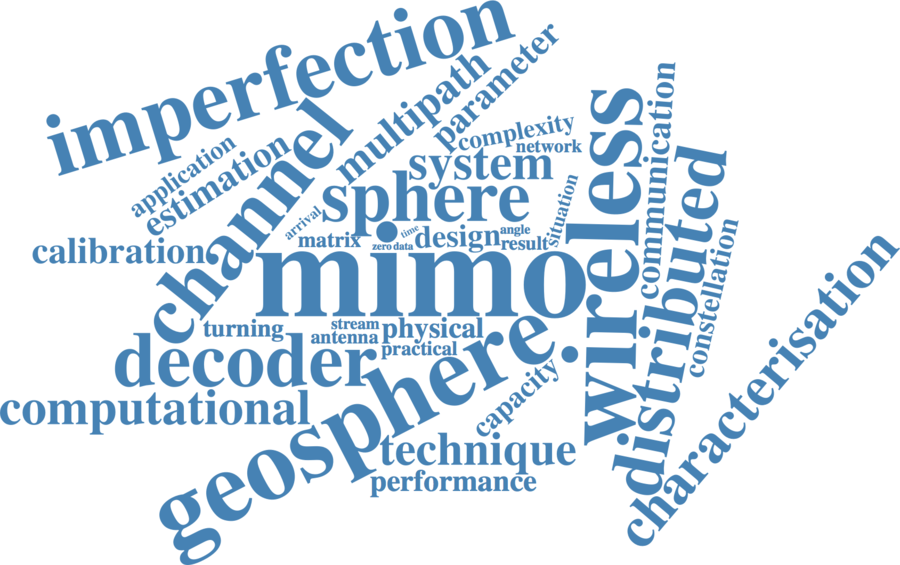 imperfection
parameter
multipath
channel
application
estimation
complexity
network
system
sphere
wireless
communication
distributed
constellation
situation
arrival
time
angle
matrix
zero data
design
result
calibration
mimo
characterisation
turning
stream
physical
antenna
practical
decoder
geosphere
computational
capacity
technique
performance